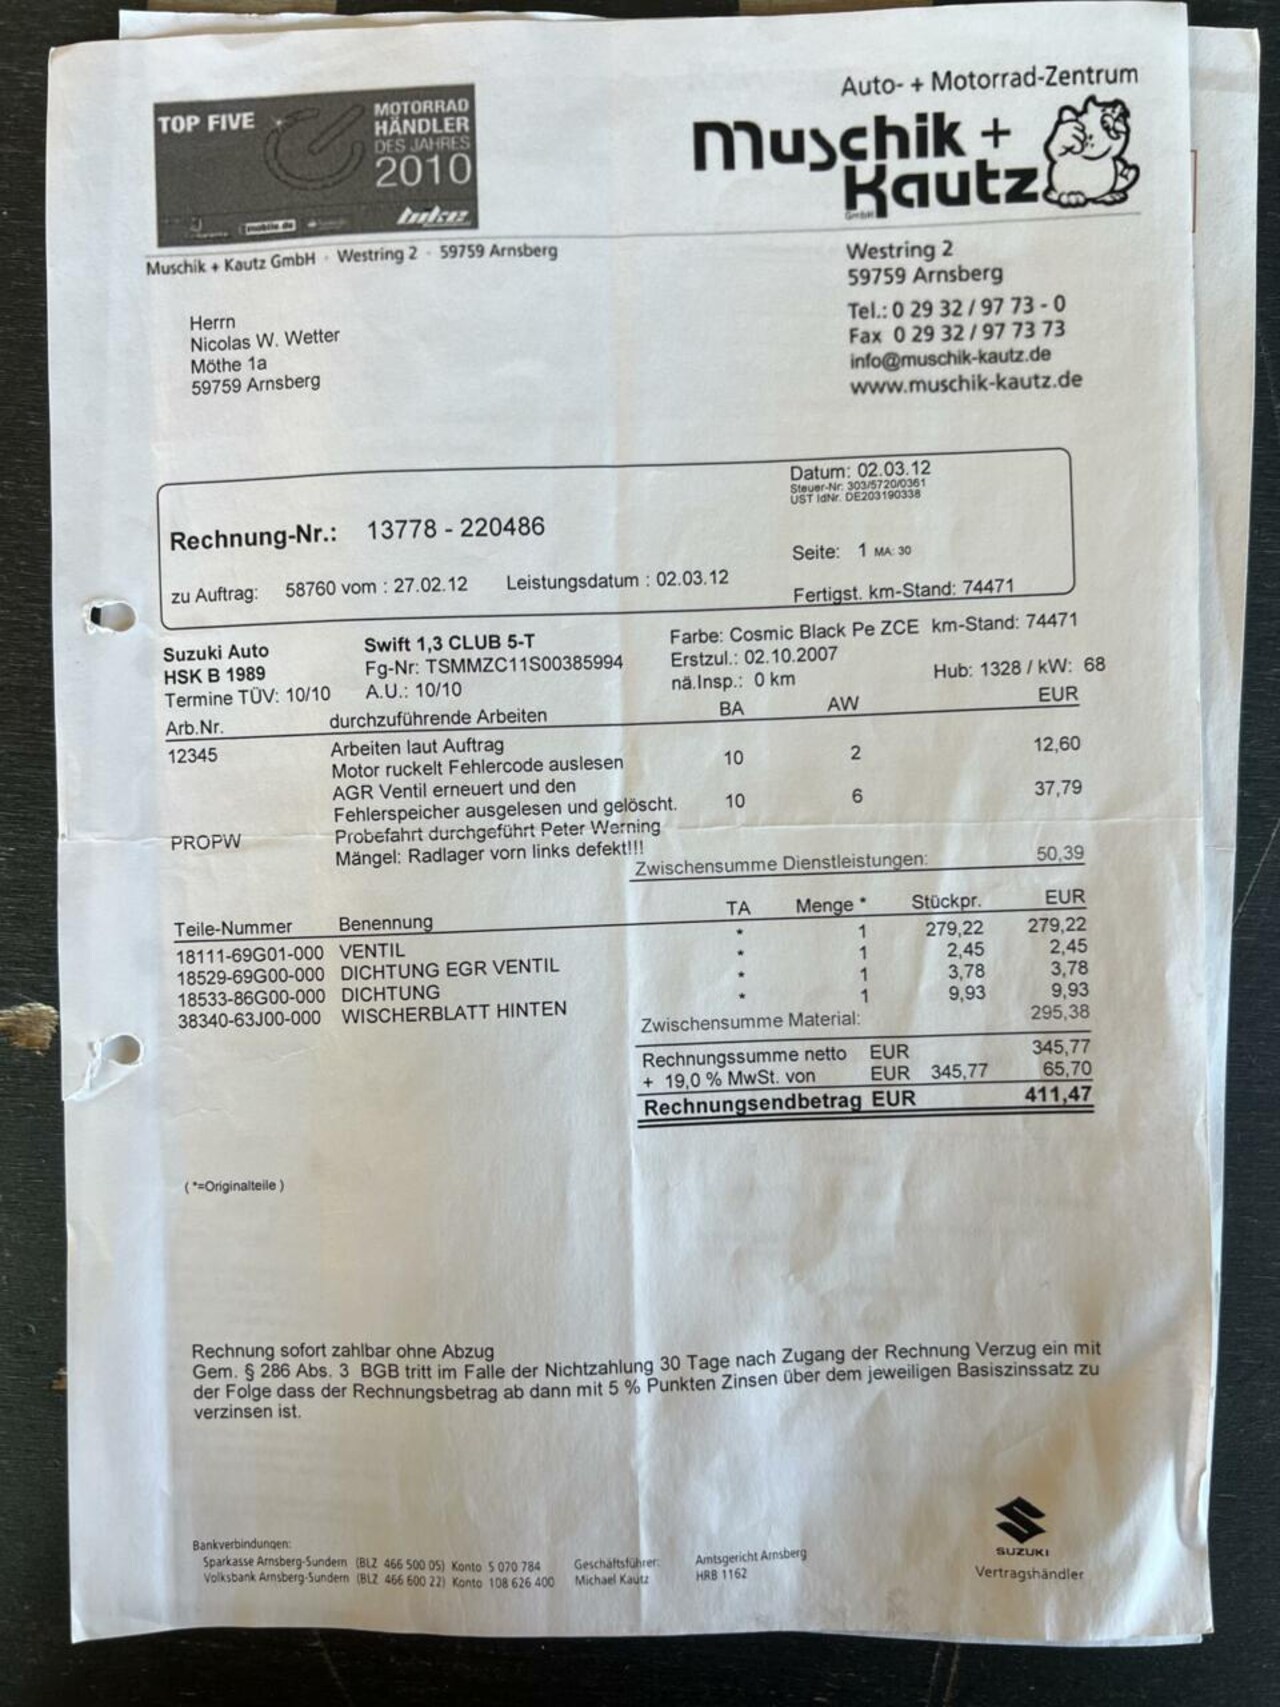 TOP FIVE
MOTORRAD
HÄNDLER
DES JAHRES
2010
mobile.de
bike
Auto- + Motorrad-Zentrum
Muschik +
Kautz
GmbH
Muschik + Kautz GmbH · Westring 2 · 59759 Arnsberg
Westring 2
59759 Arnsberg
Tel.: 0 29 32 / 97 73 - 0
Fax 0 29 32 / 97 73 73
info@muschik-kautz.de
www.muschik-kautz.de
Herrn
Nicolas W. Wetter
Möthe 1a
59759 Arnsberg
Datum: 02.03.12
Steuer-Nr: 303/5720/0361
UST IdNr. DE203190338
Rechnung-Nr.: 13778 - 220486
Seite: 1 MA: 30
zu Auftrag: 58760 vom : 27.02.12 Leistungsdatum : 02.03.12
Fertigst. km-Stand: 74471
Suzuki Auto Swift 1,3 CLUB 5-T Farbe: Cosmic Black Pe ZCE km-Stand: 74471
HSK B 1989 Fg-Nr: TSMMZC11S00385994 Erstzul.: 02.10.2007
Termine TÜV: 10/10 A.U.: 10/10 nä.Insp.: 0 km Hub: 1328 / kW: 68
Arb.Nr. durchzuführende Arbeiten BA AW EUR
12345 Arbeiten laut Auftrag
Motor ruckelt Fehlercode auslesen 10 2 12,60
AGR Ventil erneuert und den
Fehlerspeicher ausgelesen und gelöscht. 10 6 37,79
PROPW Probefahrt durchgeführt Peter Werning
Mängel: Radlager vorn links defekt!!!
Zwischensumme Dienstleistungen: 50,39
Teile-Nummer Benennung TA Menge * Stückpr. EUR
18111-69G01-000 VENTIL * 1 279,22 279,22
18529-69G00-000 DICHTUNG EGR VENTIL * 1 2,45 2,45
18533-86G00-000 DICHTUNG * 1 3,78 3,78
38340-63J00-000 WISCHERBLATT HINTEN * 1 9,93 9,93
Zwischensumme Material: 295,38
Rechnungssumme netto EUR 345,77
+ 19,0 % MwSt. von EUR 345,77 65,70
Rechnungsendbetrag EUR 411,47
( *=Originalteile )
Rechnung sofort zahlbar ohne Abzug
Gem. § 286 Abs. 3 BGB tritt im Falle der Nichtzahlung 30 Tage nach Zugang der Rechnung Verzug ein mit
der Folge dass der Rechnungsbetrag ab dann mit 5 % Punkten Zinsen über dem jeweiligen Basiszinssatz zu
verzinsen ist.
SUZUKI
Vertragshändler
Bankverbindungen:
Sparkasse Arnsberg-Sundern (BLZ 466 500 05) Konto 5 070 784 Geschäftsführer: Amtsgericht Arnsberg
Volksbank Arnsberg-Sundern (BLZ 466 600 22) Konto 108 626 400 Michael Kautz HRB 1162